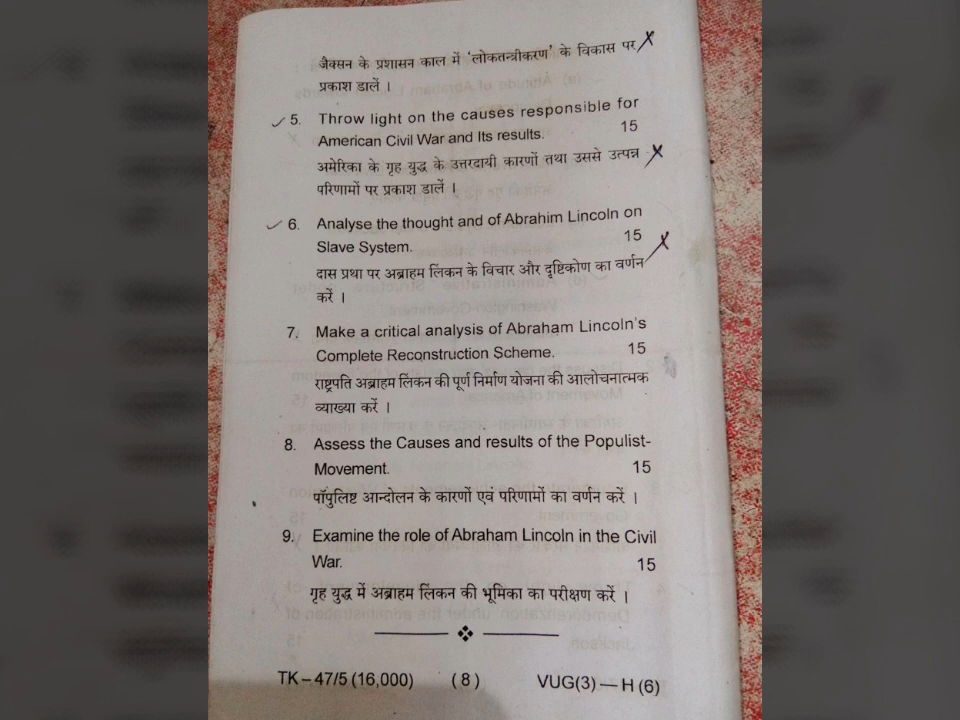 जैक्सन के प्रशासन काल में 'लोकतन्त्रीकरण' के विकास पर
प्रकाश डालें ।
5. Throw light on the causes responsible for
American Civil War and Its results. 15
अमेरिका के गृह युद्ध के उत्तरदायी कारणों तथा उससे उत्पन्न
परिणामों पर प्रकाश डालें ।
6. Analyse the thought and of Abrahim Lincoln on
Slave System. 15
दास प्रथा पर अब्राहम लिंकन के विचार और दृष्टिकोण का वर्णन
करें ।
7. Make a critical analysis of Abraham Lincoln's
Complete Reconstruction Scheme. 15
राष्ट्रपति अब्राहम लिंकन की पूर्ण निर्माण योजना की आलोचनात्मक
व्याख्या करें ।
8. Assess the Causes and results of the Populist-
Movement. 15
पॉपुलिष्ट आन्दोलन के कारणों एवं परिणामों का वर्णन करें ।
9. Examine the role of Abraham Lincoln in the Civil
War. 15
गृह युद्ध में अब्राहम लिंकन की भूमिका का परीक्षण करें ।
TK – 47/5 (16,000) ( 8 ) VUG(3) — H (6)